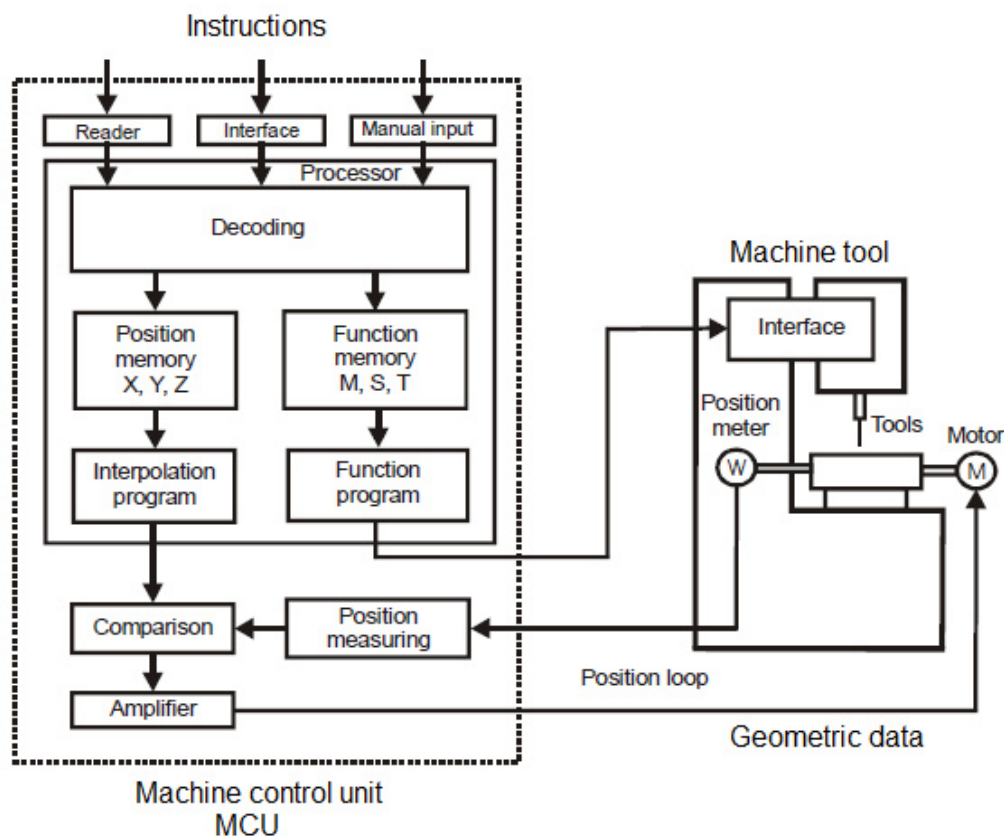 Instructions
Reader
Interface
Manual input
Processor
Decoding
Machine tool
Position
memory
X, Y, Z
Function
memory
M, S, T
Interface
Position
meter
Tools
Motor
Interpolation
program
Function
program
W
M
Comparison
Position
measuring
Position loop
Amplifier
Geometric data
Machine control unit
MCU